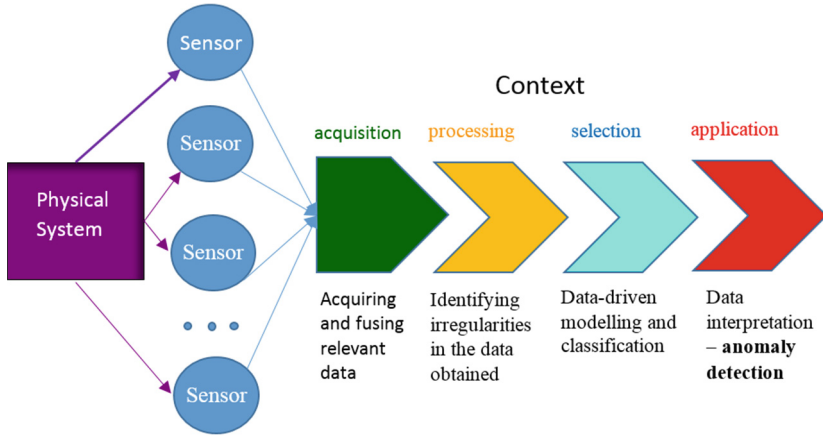 Sensor
Sensor
Sensor
Sensor
Physical
System
Context
acquisition
processing
selection
application
Acquiring
and fusing
relevant
data
Identifying
irregularities
in the data
obtained
Data-driven
modelling and
classification
Data
interpretation
– anomaly
detection